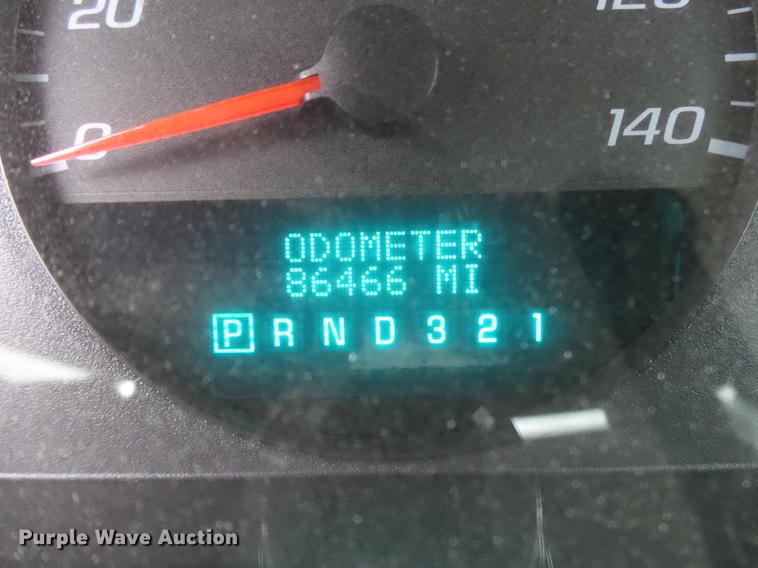 20
120
0
140
ODOMETER
86466 MI
P R N D 3 2 1
Purple Wave Auction